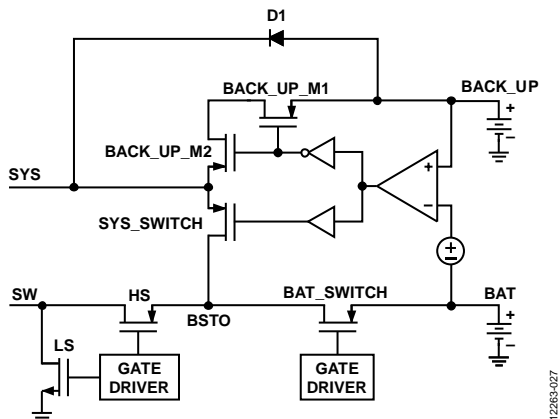 D1
BACK_UP_M1
BACK_UP
+
−
BACK_UP_M2
+
SYS
−
SYS_SWITCH
±
SW
HS
BAT_SWITCH
BAT
BSTO
+
−
LS
GATE
DRIVER
GATE
DRIVER
12263-027